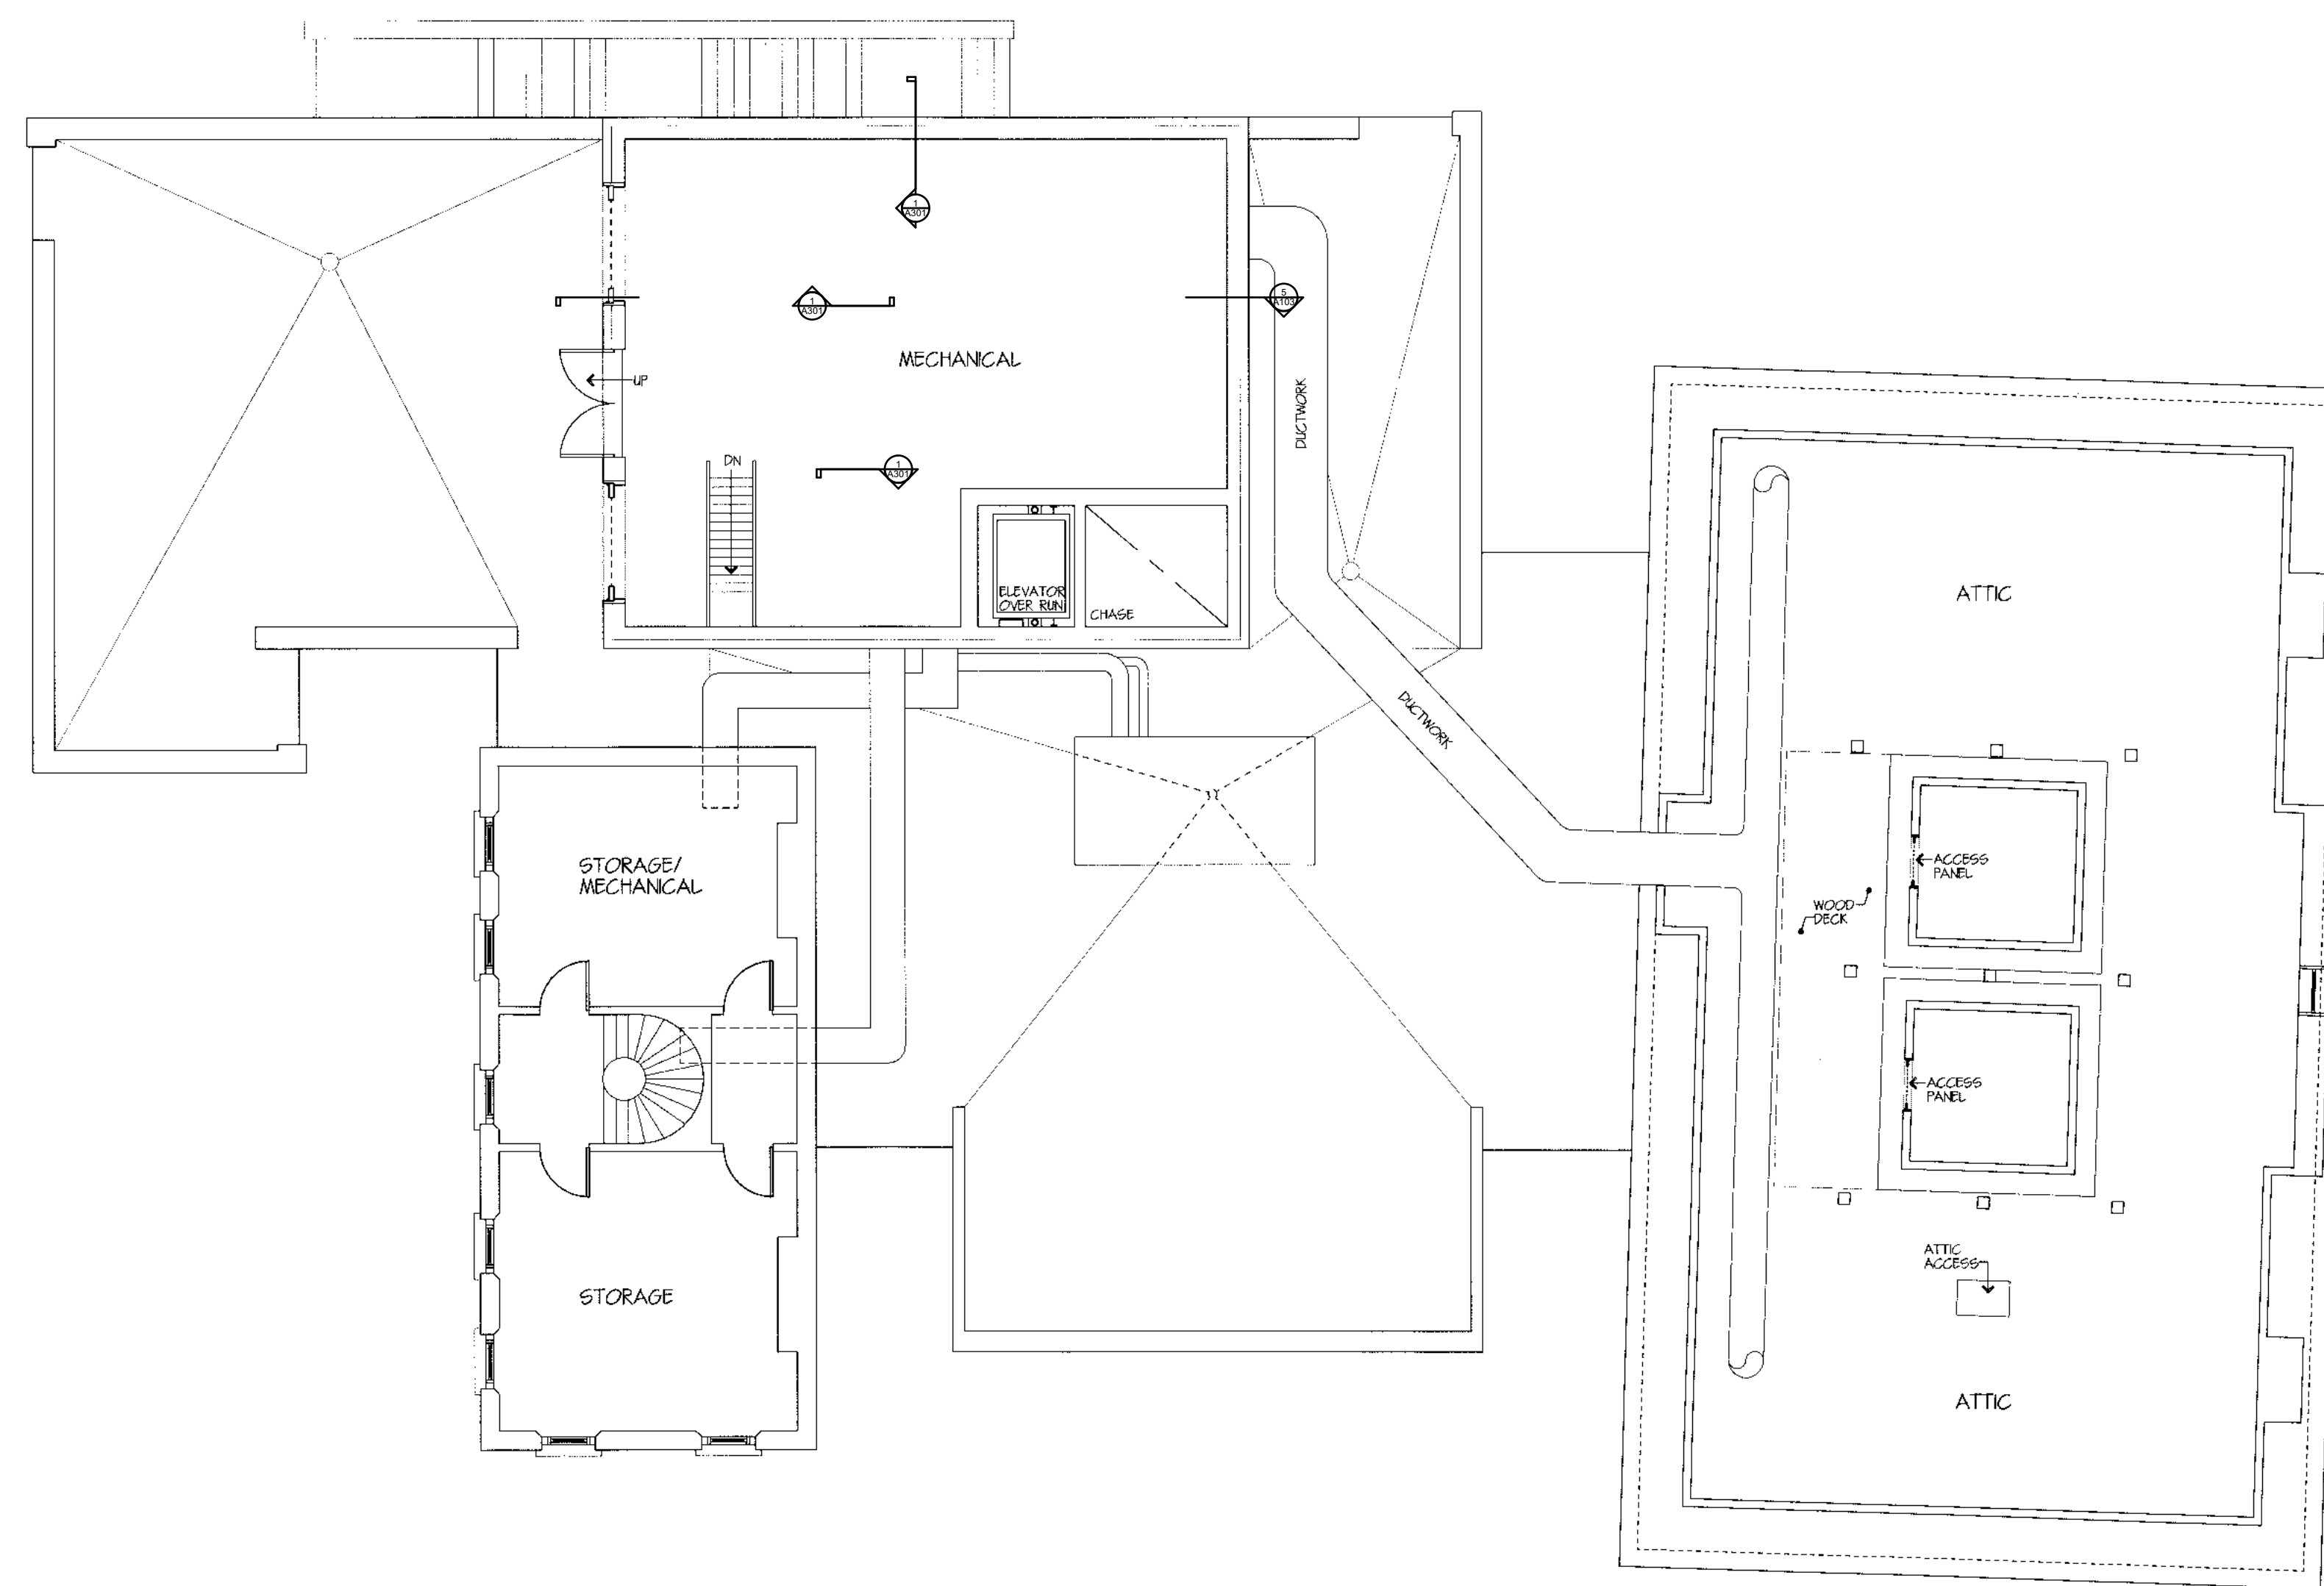 1
A301
1
A301
5
A103
MECHANICAL
UP
DUCTWORK
DN
1
A301
ELEVATOR
OVER RUN
CHASE
ATTIC
DUCTWORK
STORAGE/
MECHANICAL
ACCESS
PANEL
WOOD
DECK
ACCESS
PANEL
ATTIC
ACCESS
STORAGE
ATTIC